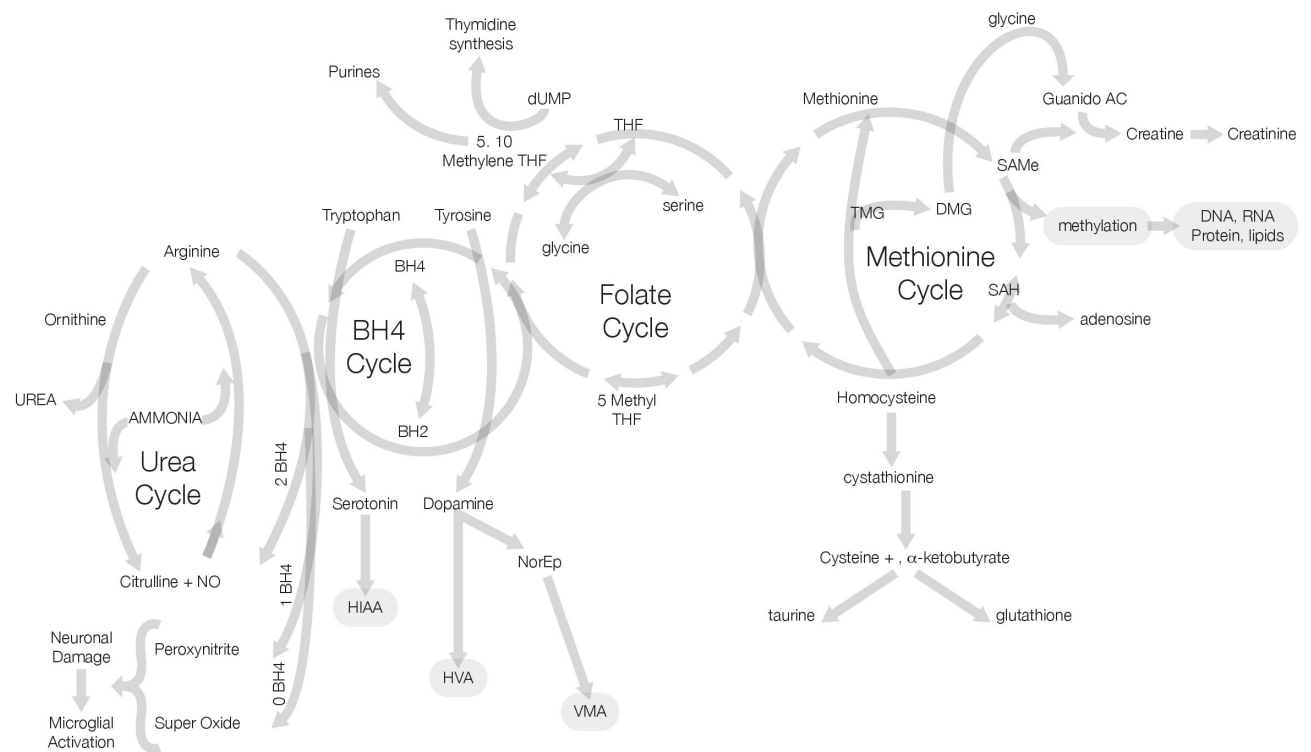 glycine
Thymidine
synthesis
Purines
dUMP
Methionine
Guanido AC
THF
Creatine
Creatinine
5. 10
Methylene THF
SAMe
serine
TMG
DMG
methylation
DNA, RNA
Protein, lipids
Tryptophan
Tyrosine
glycine
Arginine
BH4
Methionine
Cycle
SAH
Folate
Cycle
adenosine
Ornithine
BH4
Cycle
UREA
5 Methyl
THF
Homocysteine
AMMONIA
BH2
Urea
Cycle
2 BH4
cystathionine
Serotonin
Dopamine
Citrulline + NO
1 BH4
NorEp
Cysteine + , α-ketobutyrate
HIAA
taurine
glutathione
Neuronal
Damage
Peroxynitrite
0 BH4
HVA
Microglial
Activation
Super Oxide
VMA